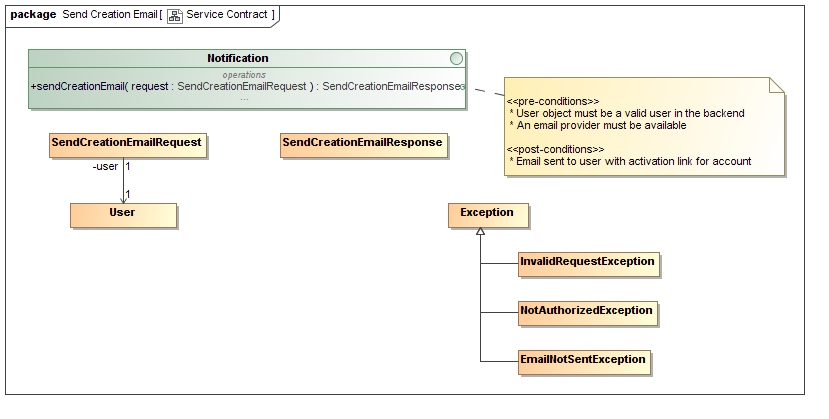 package Send Creation Email[ Service Contract ]
Notification
operations
+sendCreationEmail( request : SendCreationEmailRequest ) : SendCreationEmailResponse
...
<<pre-conditions>>
* User object must be a valid user in the backend
* An email provider must be available
<<post-conditions>>
* Email sent to user with activation link for account
SendCreationEmailRequest
SendCreationEmailResponse
-user 1
1
User
Exception
InvalidRequestException
NotAuthorizedException
EmailNotSentException